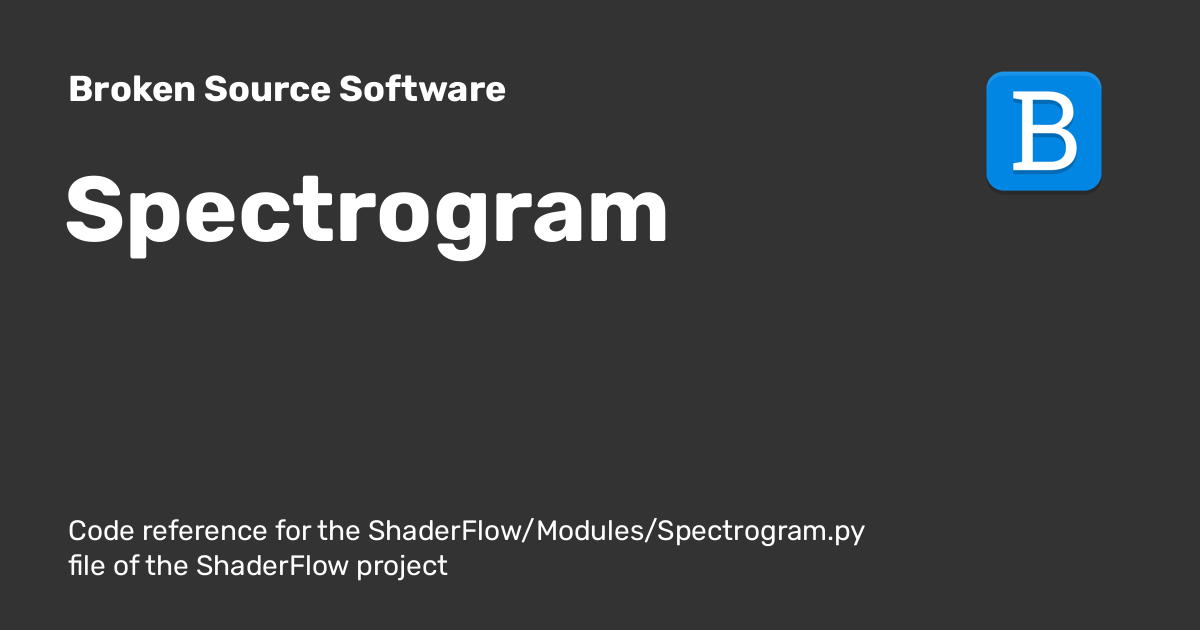 Broken Source Software
B
Spectrogram
Code reference for the ShaderFlow/Modules/Spectrogram.py
file of the ShaderFlow project